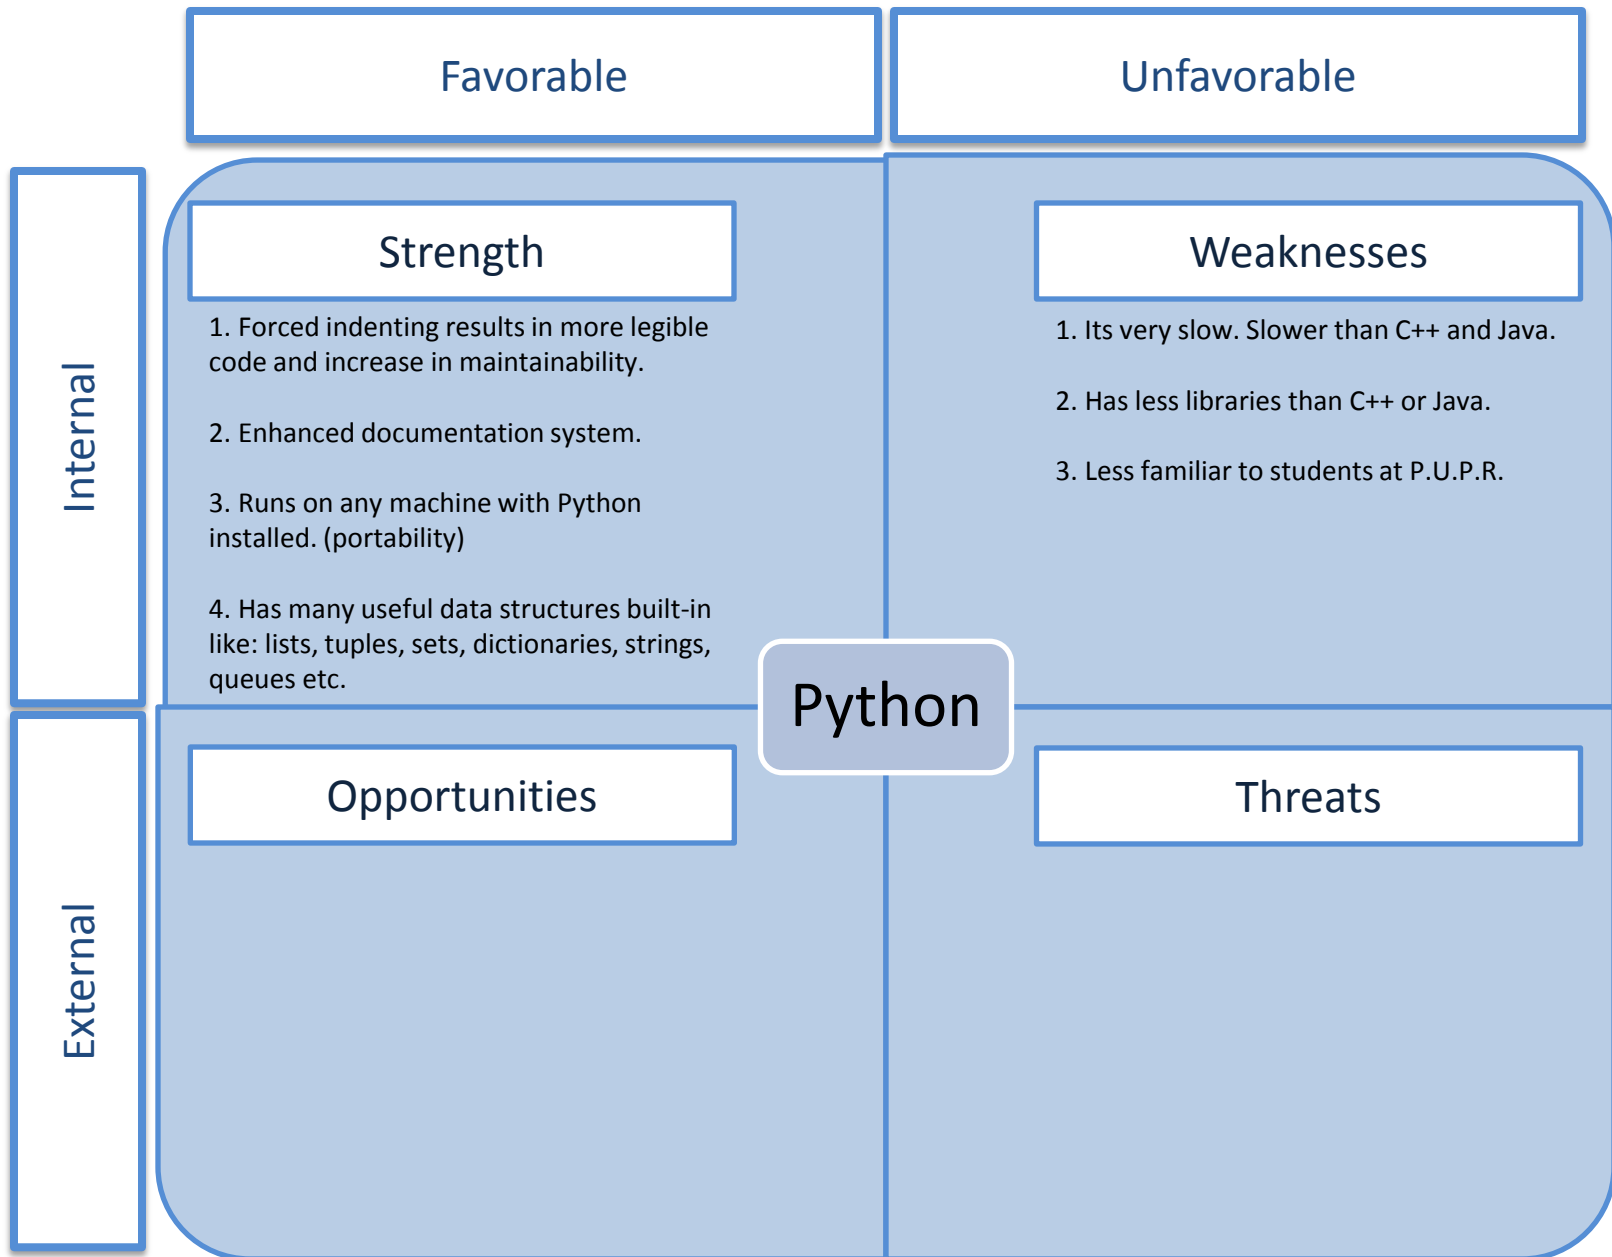 Favorable
Unfavorable
Internal
Strength
1. Forced indenting results in more legible
code and increase in maintainability.
2. Enhanced documentation system.
3. Runs on any machine with Python
installed. (portability)
4. Has many useful data structures built-in
like: lists, tuples, sets, dictionaries, strings,
queues etc.
Weaknesses
1. Its very slow. Slower than C++ and Java.
2. Has less libraries than C++ or Java.
3. Less familiar to students at P.U.P.R.
Python
External
Opportunities
Threats